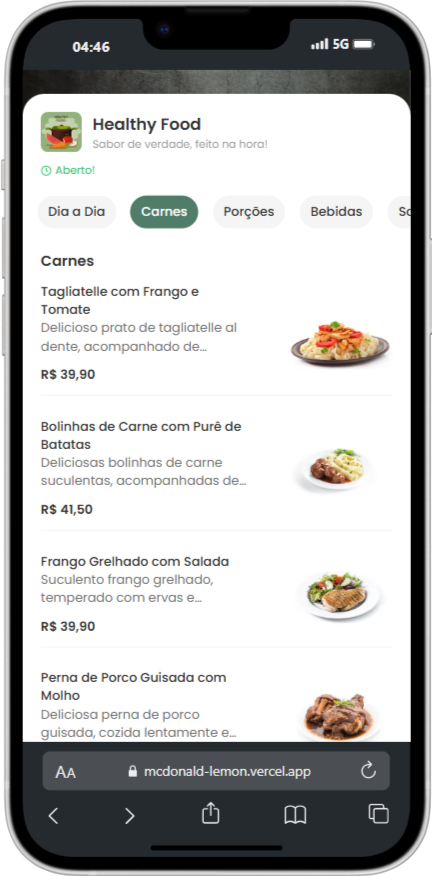 04:46
5G
Healthy Food
Sabor de verdade, feito na hora!
Aberto!
Dia a Dia
Carnes
Porções
Bebidas
Carnes
Tagliatelle com Frango e
Tomate
Delicioso prato de tagliatelle al
dente, acompanhado de…
R$ 39,90
Bolinhas de Carne com Purê de
Batatas
Deliciosas bolinhas de carne
suculentas, acompanhadas de…
R$ 41,50
Frango Grelhado com Salada
Suculento frango grelhado,
temperado com ervas e…
R$ 39,90
Perna de Porco Guisada com
Molho
Deliciosa perna de porco
guisada, cozida lentamente e…
AA
mcdonald-lemon.vercel.app